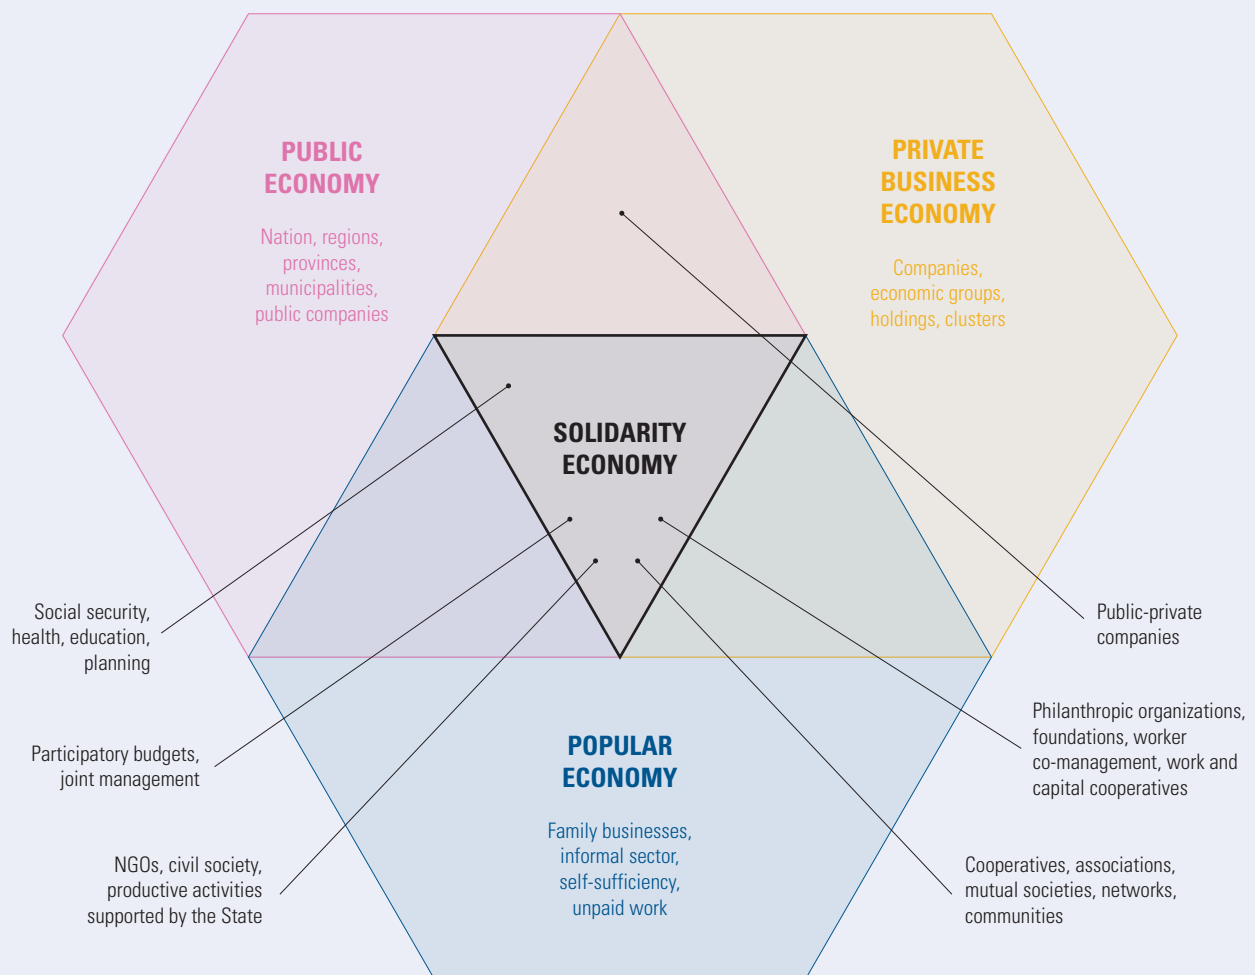 PUBLIC
ECONOMY
Nation, regions,
provinces,
municipalities,
public companies
PRIVATE
BUSINESS
ECONOMY
Companies,
economic groups,
holdings, clusters
SOLIDARITY
ECONOMY
Social security,
health, education,
planning
Participatory budgets,
joint management
NGOs, civil society,
productive activities
supported by the State
POPULAR
ECONOMY
Family businesses,
informal sector,
self-sufficiency,
unpaid work
Public-private
companies
Philanthropic organizations,
foundations, worker
co-management, work and
capital cooperatives
Cooperatives, associations,
mutual societies, networks,
communities